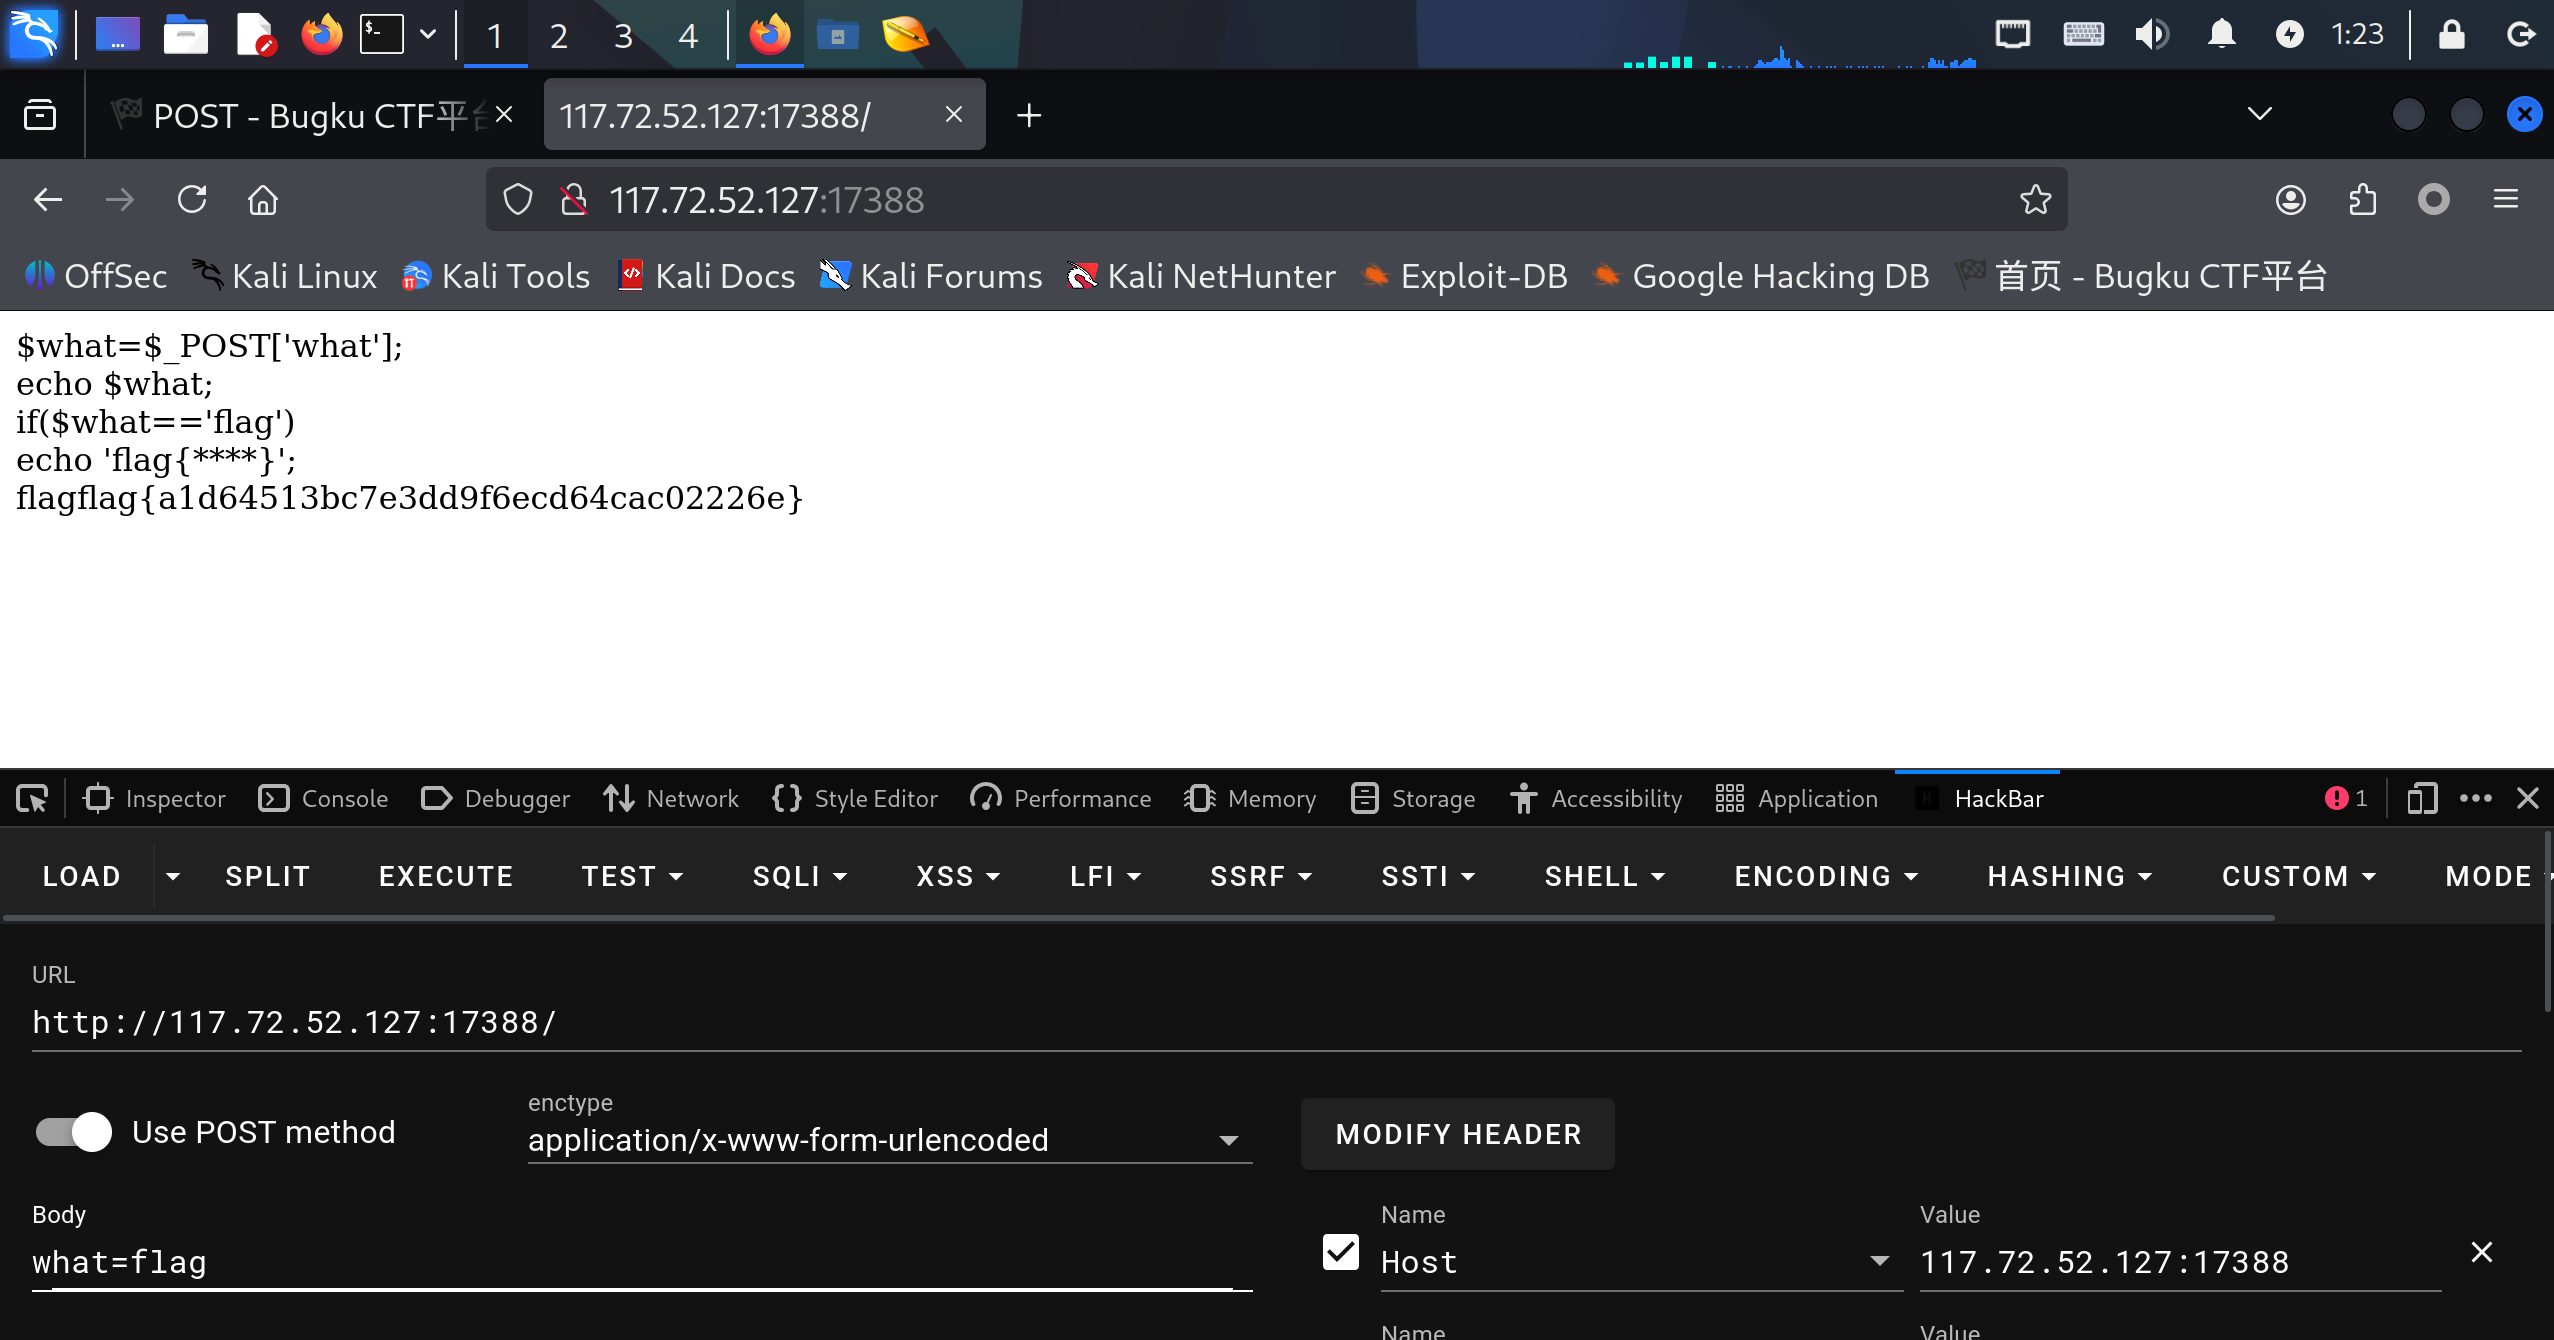 1 2 3 4 1:23
POST - Bugku CTF平台 117.72.52.127:17388/
117.72.52.127:17388
OffSec Kali Linux Kali Tools Kali Docs Kali Forums Kali NetHunter Exploit-DB Google Hacking DB 首页 - Bugku CTF平台
$what=$_POST['what'];
echo $what;
if($what=='flag')
echo 'flag{****}';
flagflag{a1d64513bc7e3dd9f6ecd64cac02226e}
Inspector Console Debugger Network Style Editor Performance Memory Storage Accessibility Application HackBar 1
LOAD SPLIT EXECUTE TEST SQLI XSS LFI SSRF SSTI SHELL ENCODING HASHING CUSTOM MODE
URL
http://117.72.52.127:17388/
enctype
Use POST method application/x-www-form-urlencoded MODIFY HEADER
Body Name Value
what=flag Host 117.72.52.127:17388
Name Value